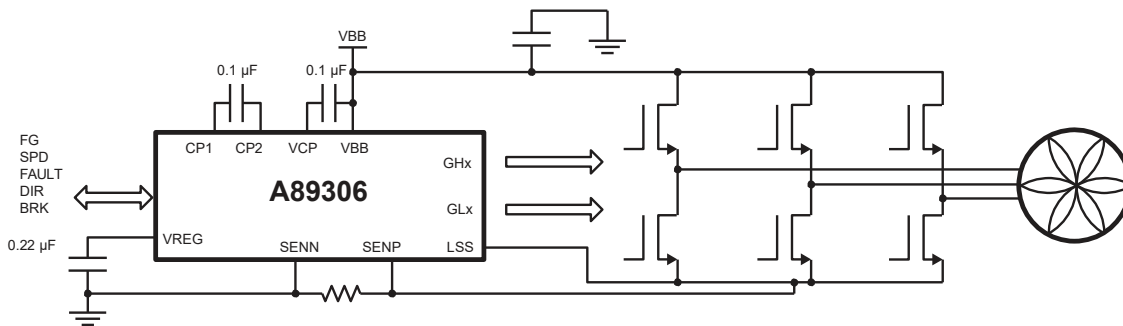 VBB
0.1 µF
0.1 µF
CP1
CP2
VCP
VBB
FG
SPD
FAULT
DIR
BRK
A89306
GHx
GLx
0.22 µF
VREG
SENN
SENP
LSS